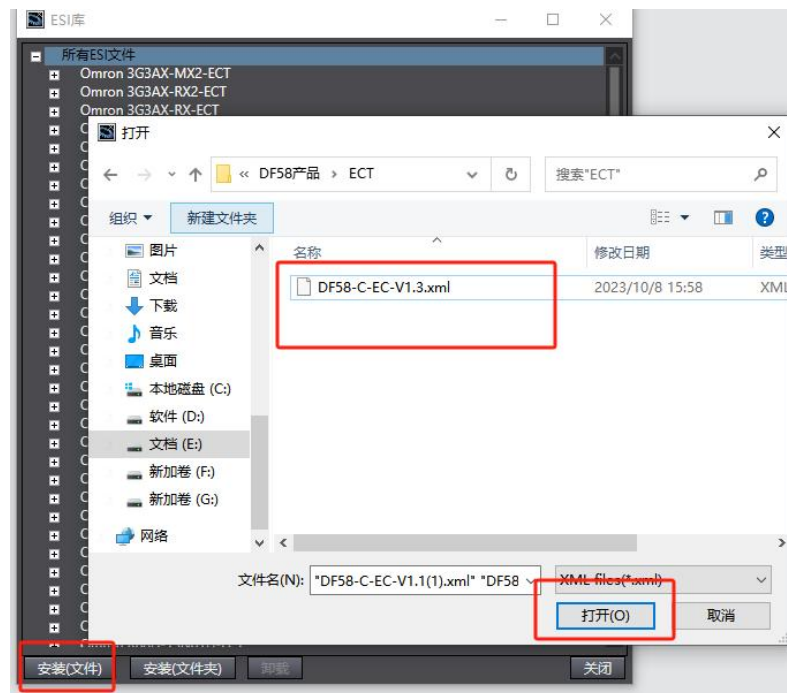 ESI库
所有ESI文件
Omron 3G3AX-MX2-ECT
Omron 3G3AX-RX2-ECT
Omron 3G3AX-RX-ECT
打开
« DF58产品 › ECT
搜索"ECT"
组织 新建文件夹
图片
文档
下载
音乐
桌面
本地磁盘 (C:)
软件 (D:)
文档 (E:)
新加卷 (F:)
新加卷 (G:)
网络
名称 修改日期 类型
DF58-C-EC-V1.3.xml 2023/10/8 15:58 XML
文件名(N): "DF58-C-EC-V1.1(1).xml" "DF58 XML files(*.xml)
打开(O) 取消
安装(文件) 安装(文件夹) 卸载 关闭